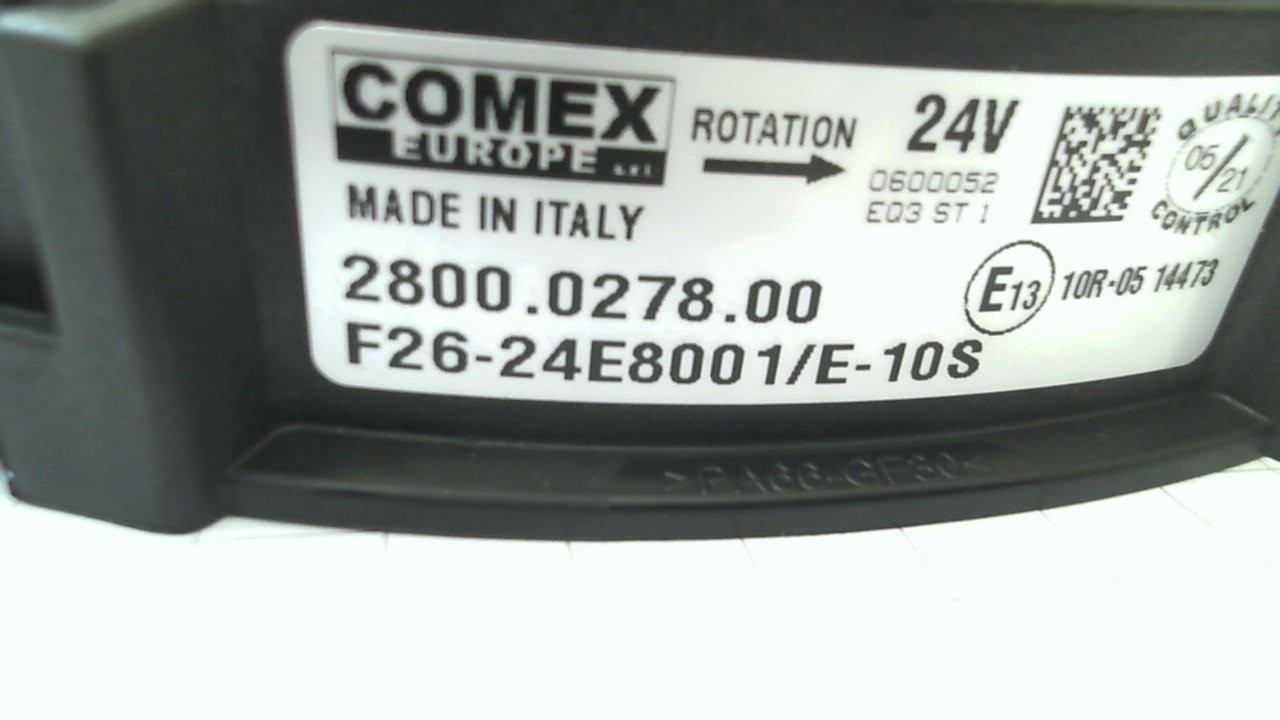 COMEX
EUROPE s.r.l.
MADE IN ITALY
ROTATION
24V
0600052
EQ3 ST 1
QUALITY
05/21
CONTROL
2800.0278.00
E13 10R-05 14473
F26-24E8001/E-10S
>PA66-GF30<